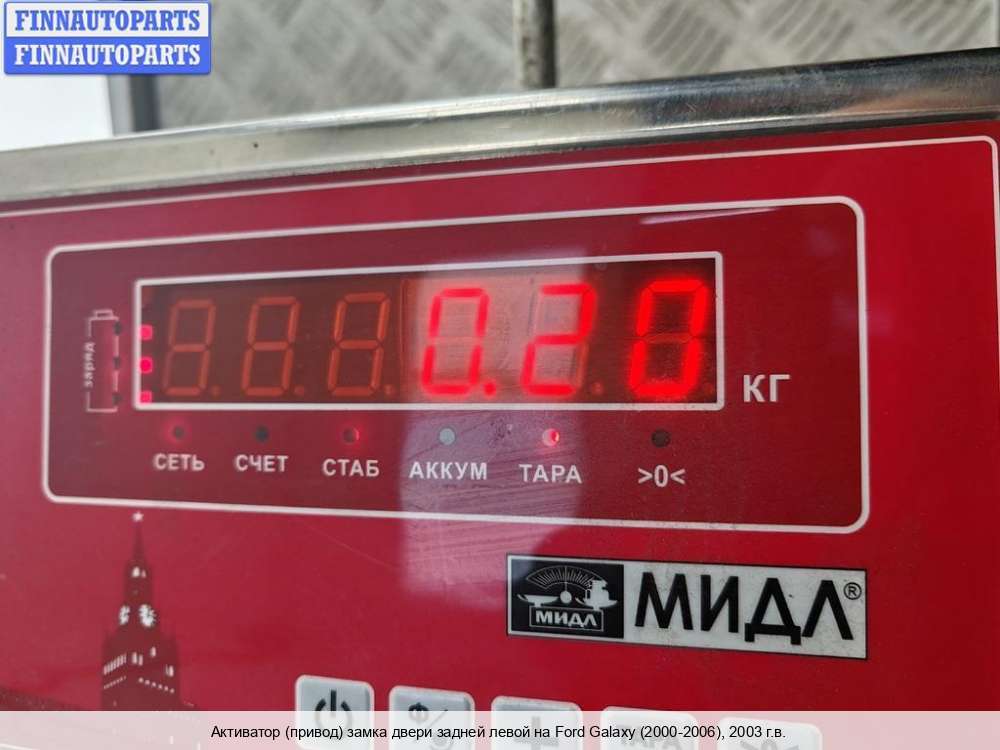 FINNAUTOPARTS
FINNAUTOPARTS
заряд
0.20
КГ
СЕТЬ СЧЕТ СТАБ АККУМ ТАРА >0<
МИДЛ МИДЛ®
Ф/
ТАРА
Активатор (привод) замка двери задней левой на Ford Galaxy (2000-2006), 2003 г.в.